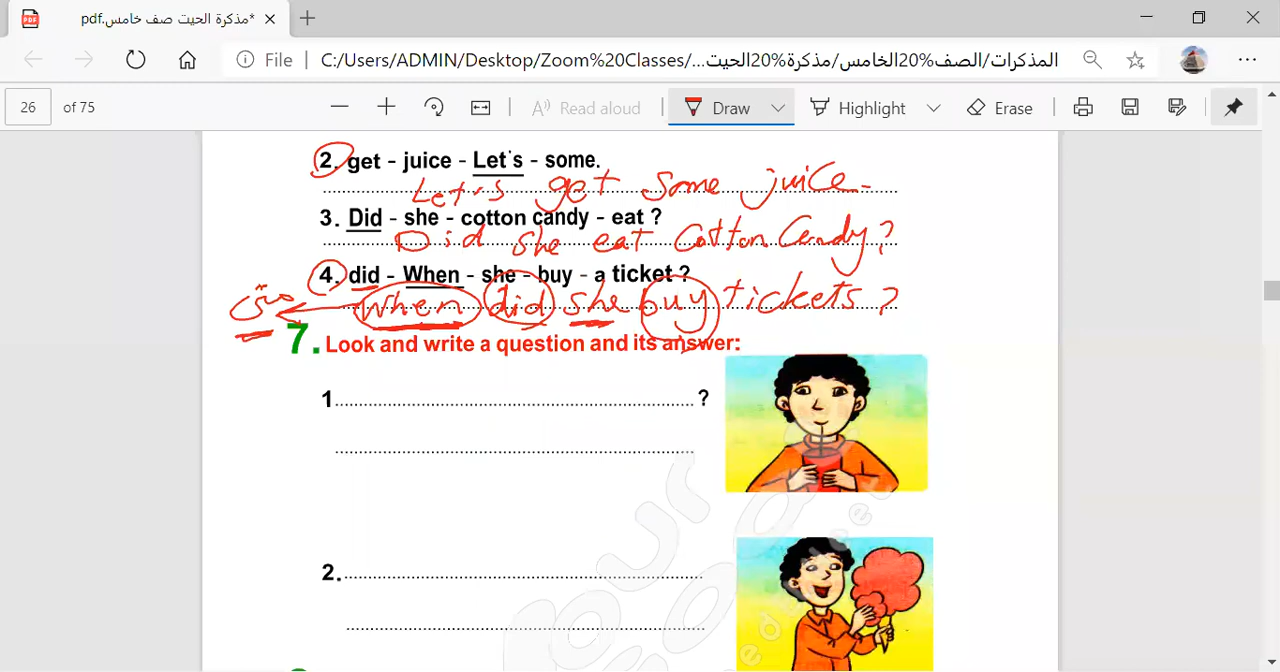 مذكرة الحيت صف خامس.pdf*
File C:/Users/ADMIN/Desktop/Zoom%20Classes/المذكرات/الصف%20الخامس/مذكرة%20الحيت...
26 of 75 Read aloud Draw Highlight Erase
2. get - juice - Let's - some.
Let's get some juice.
3. Did - she - cotton candy - eat ?
Did she eat Cotton Candy?
4. did - When - she - buy - a ticket ?
When did she buy tickets ?
متى
7. Look and write a question and its answer:
1 ?
2.